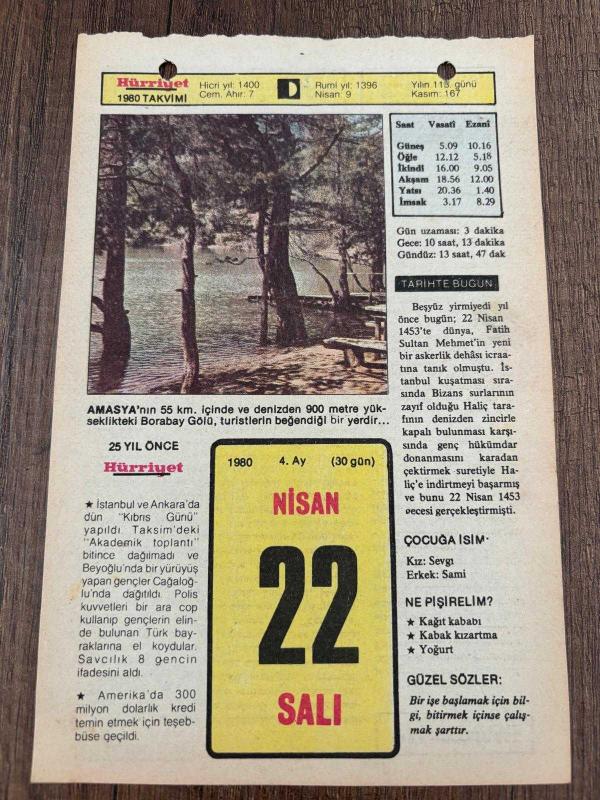 Hürriyet
1980 TAKVİMİ
Hicri yıl: 1400
Cem. Ahır: 7
Rumi yıl: 1396
Nisan: 9
Yılın 113. günü
Kasım: 167
Saat Vasatî Ezanî
Güneş 5.09 10.16
Öğle 12.12 5.18
İkindi 16.00 9.05
Akşam 18.56 12.00
Yatsı 20.36 1.40
İmsak 3.17 8.29
Gün uzaması: 3 dakika
Gece: 10 saat, 13 dakika
Gündüz: 13 saat, 47 dak
TARİHTE BUGÜN
Beşyüz yirmiyedi yıl
önce bugün; 22 Nisan
1453'te dünya, Fatih
Sultan Mehmet'in yeni
bir askerlik dehâsı icraa-
tına tanık olmuştu. İs-
tanbul kuşatması sıra-
sında Bizans surlarının
zayıf olduğu Haliç tara-
fının denizden zincirle
kapalı bulunması karşı-
sında genç hükümdar
donanmasını karadan
çektirmek suretiyle Ha-
liç'e indirtmeyi başarmış
ve bunu 22 Nisan 1453
gecesi gerçekleştirmişti.
AMASYA'nın 55 km. içinde ve denizden 900 metre yük-
seklikteki Borabay Gölü, turistlerin beğendiği bir yerdir...
25 YIL ÖNCE
Hürriyet
★ İstanbul ve Ankara'da
dün "Kıbrıs Günü"
yapıldı. Taksim'deki
"Akademik toplantı"
bitince dağılmadı ve
Beyoğlu'nda bir yürüyüş
yapan gençler Cağaloğ-
lu'nda dağıtıldı. Polis
kuvvetleri bir ara cop
kullanıp gençlerin elin-
de bulunan Türk bay-
raklarına el koydular.
Savcılık 8 gencin
ifadesini aldı.
★ Amerika'da 300
milyon dolarlık kredi
temin etmek için teşeb-
büse geçildi.
1980 4. Ay (30 gün)
NİSAN
22
SALI
ÇOCUĞA İSİM:
Kız: Sevgi
Erkek: Sami
NE PİŞİRELİM?
★ Kağıt kababı
★ Kabak kızartma
★ Yoğurt
GÜZEL SÖZLER:
Bir işe başlamak için bil-
gi, bitirmek içinse çalış-
mak şarttır.